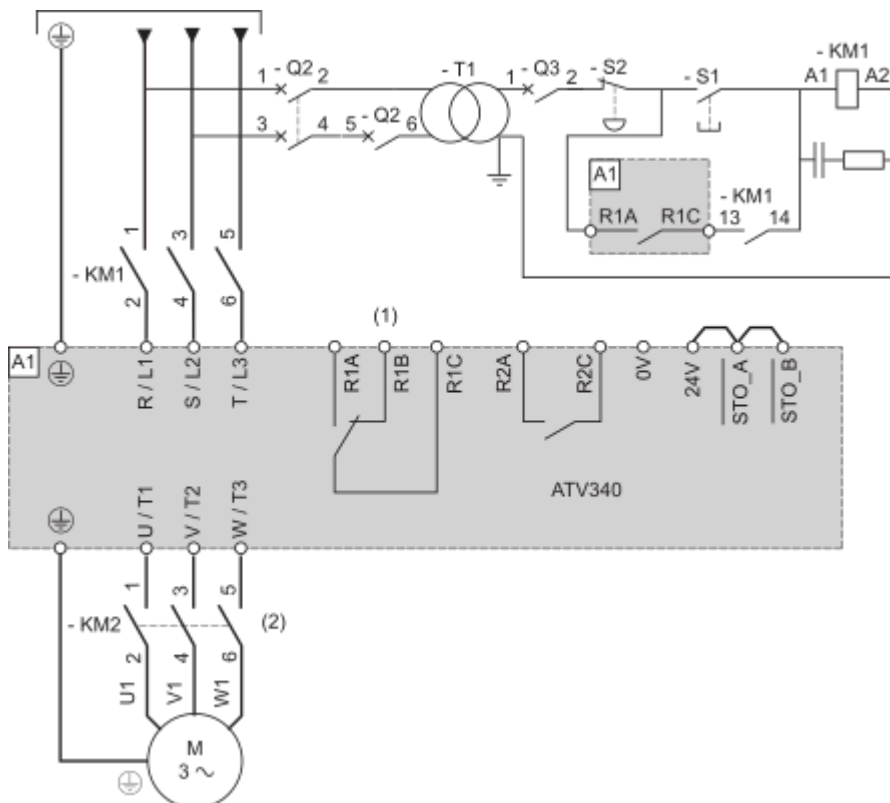 - Q2
1
2
- T1
1
- Q3
2
- S2
- S1
- KM1
A1
A2
3
4
5
- Q2
6
A1
R1A
R1C
- KM1
13
14
- KM1
1
2
3
4
5
6
(1)
A1
R / L1
S / L2
T / L3
R1A
R1B
R1C
R2A
R2C
0V
24V
STO_A
STO_B
ATV340
U / T1
V / T2
W / T3
- KM2
1
2
3
4
5
6
(2)
U1
V1
W1
M
3 ~